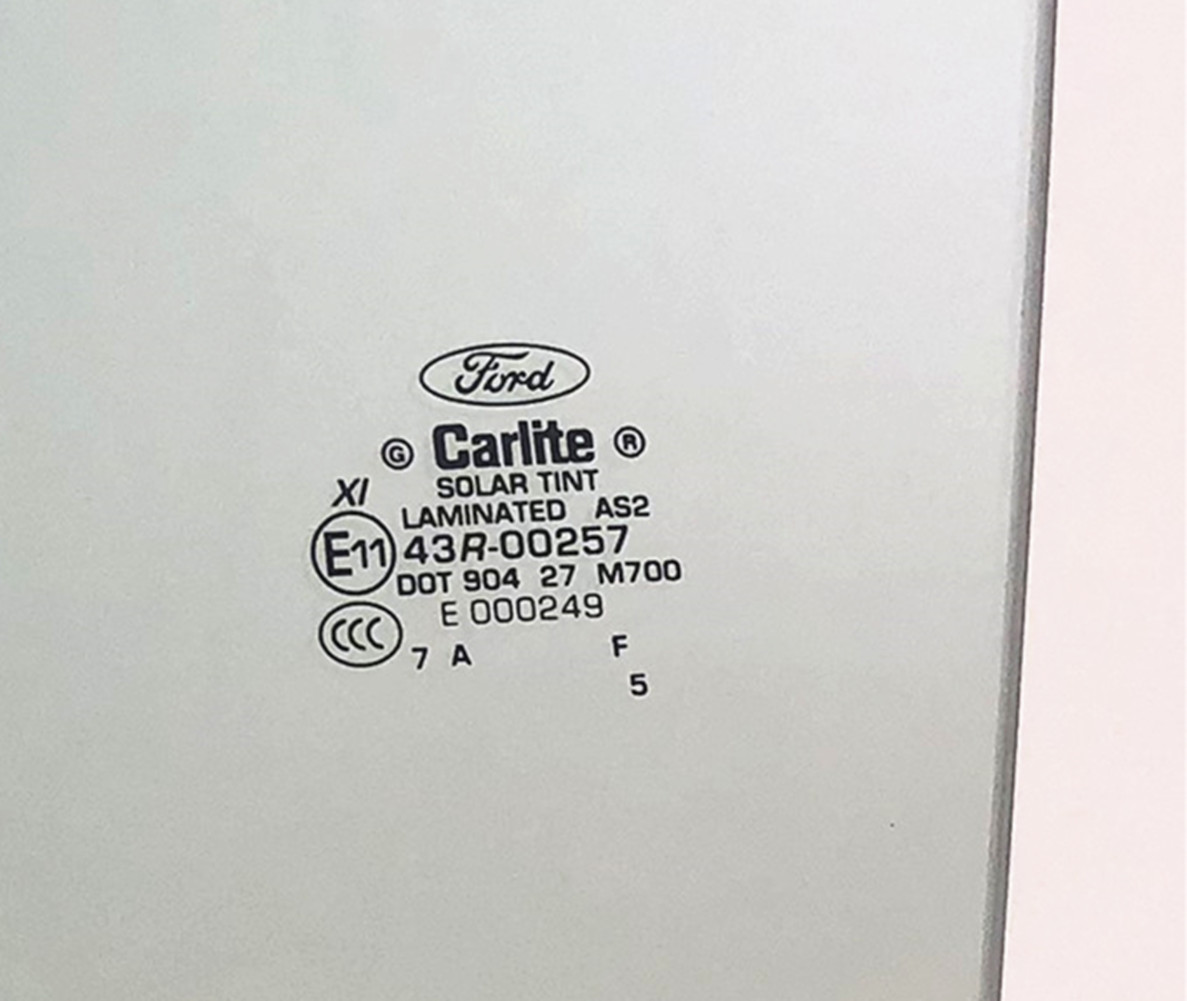 Ford
G Carlite ®
XI SOLAR TINT
LAMINATED AS2
E11 43R-00257
DOT 904 27 M700
E 000249
CCC 7 A F
5